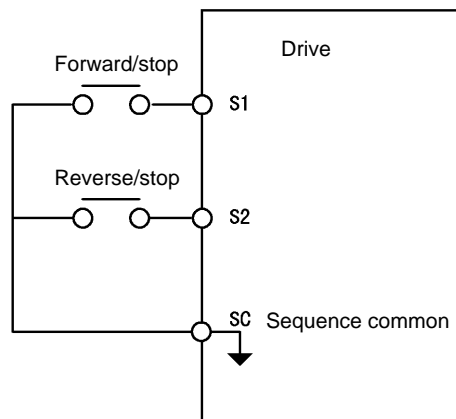 Drive
Forward/stop
S1
Reverse/stop
S2
SC Sequence common